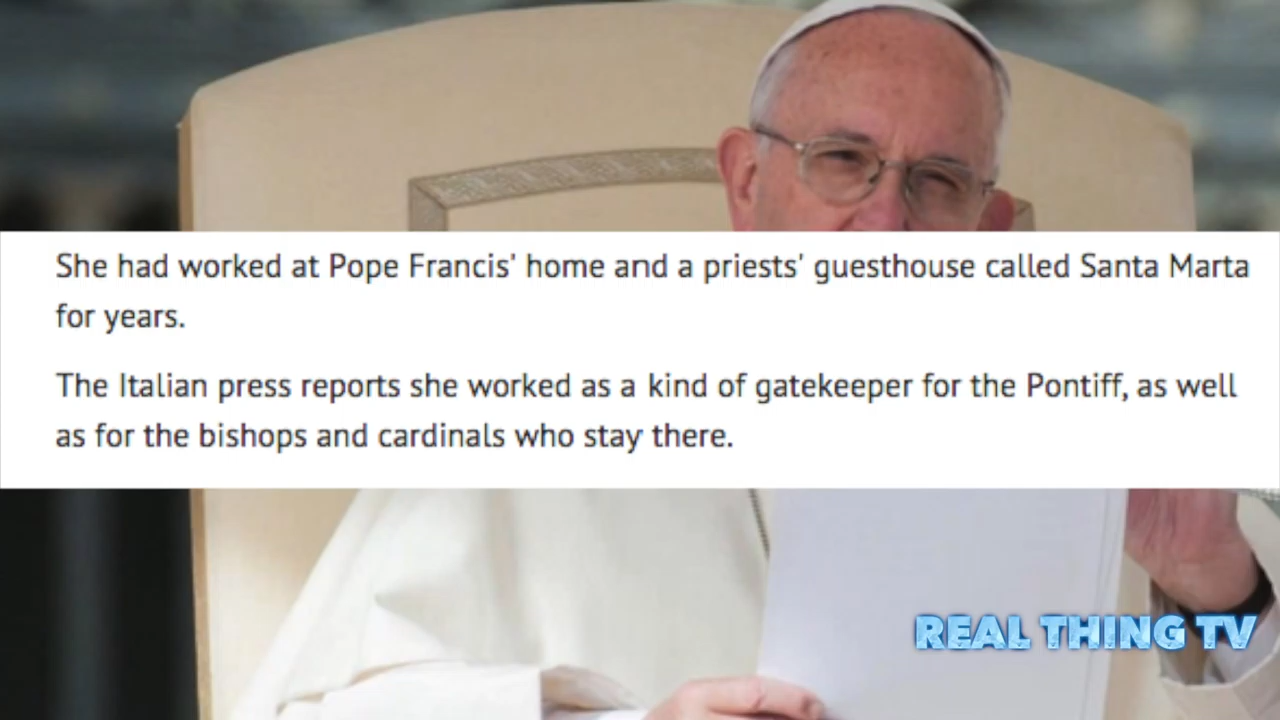 She had worked at Pope Francis' home and a priests' guesthouse called Santa Marta
for years.
The Italian press reports she worked as a kind of gatekeeper for the Pontiff, as well
as for the bishops and cardinals who stay there.
REAL THING TV